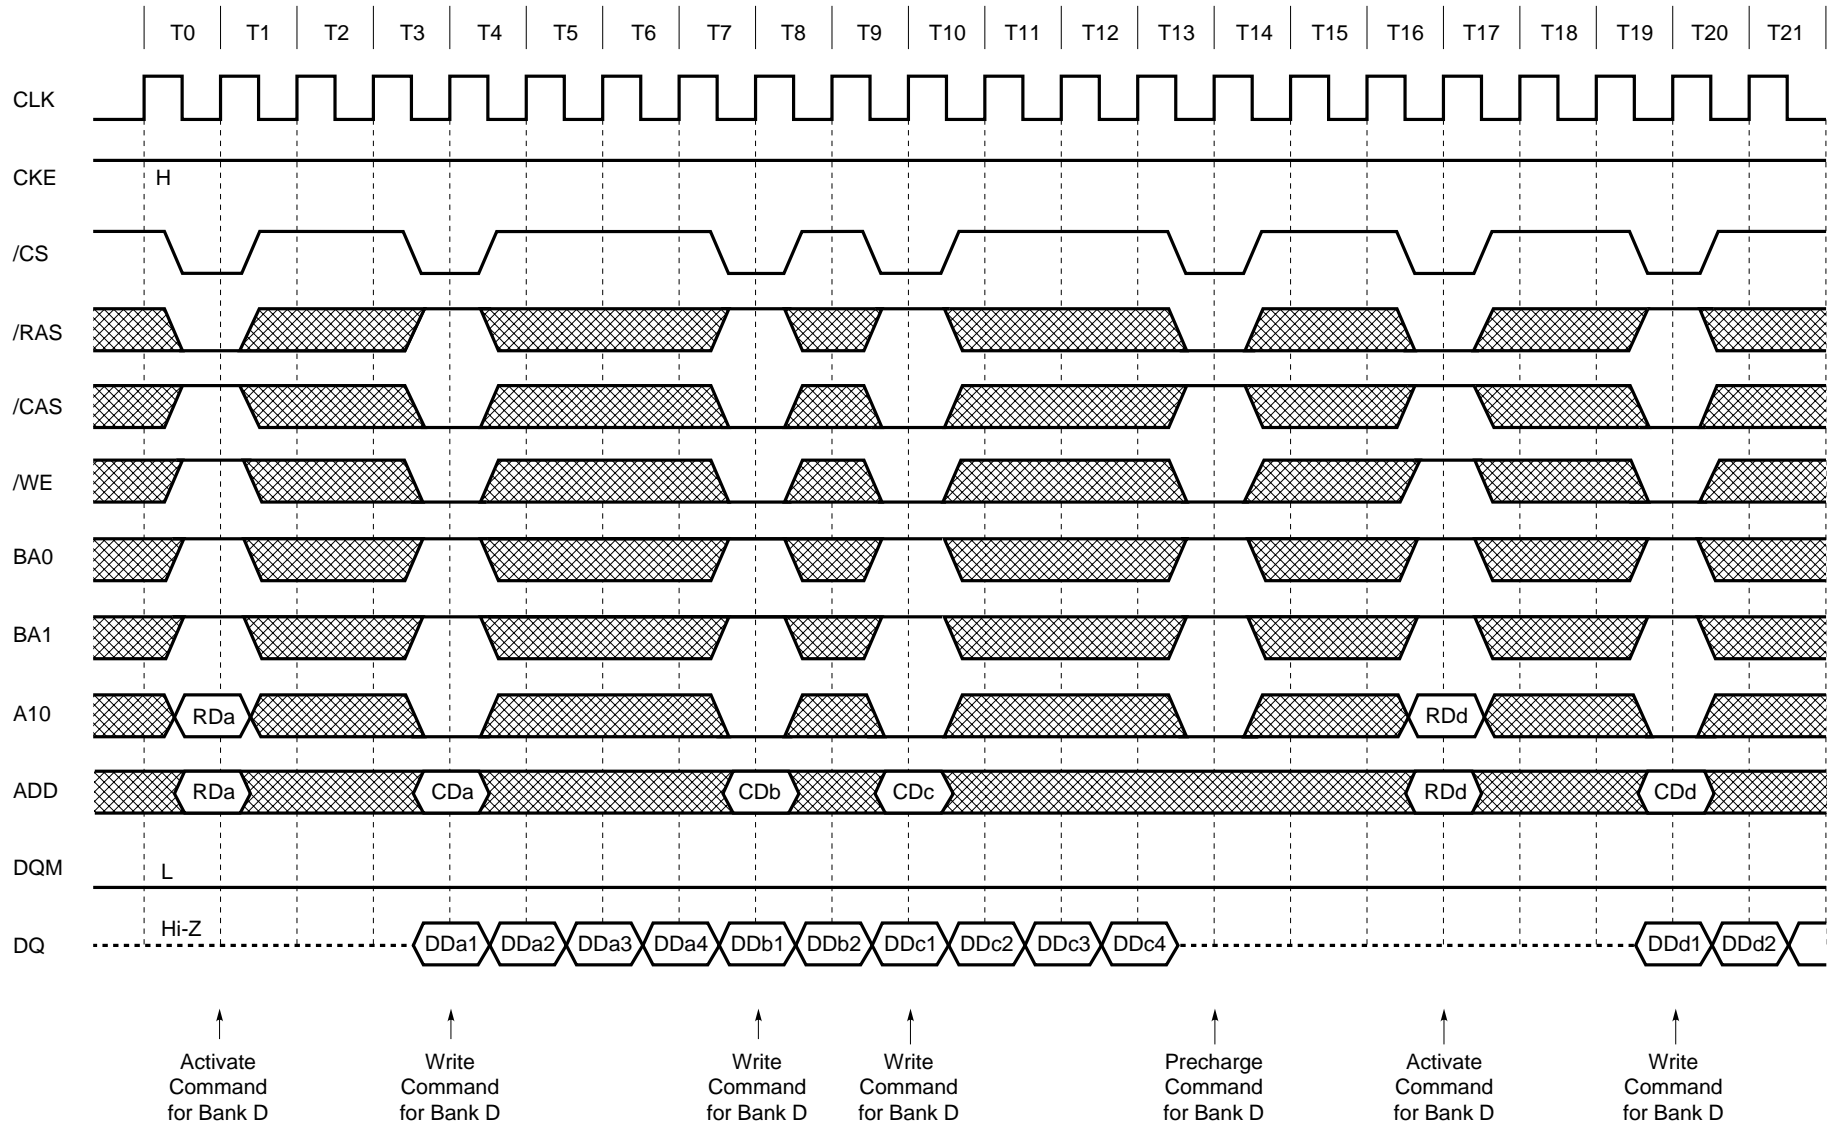 T0 T1 T2 T3 T4 T5 T6 T7 T8 T9 T10 T11 T12 T13 T14 T15 T16 T17 T18 T19 T20 T21
CLK
CKE
H
/CS
/RAS
/CAS
/WE
BA0
BA1
A10 RDa RDd
ADD RDa CDa CDb CDc RDd CDd
DQM
L
Hi-Z
DQ DDa1 DDa2 DDa3 DDa4 DDb1 DDb2 DDc1 DDc2 DDc3 DDc4 DDd1 DDd2
Activate
Command
for Bank D
Write
Command
for Bank D
Write
Command
for Bank D
Write
Command
for Bank D
Precharge
Command
for Bank D
Activate
Command
for Bank D
Write
Command
for Bank D